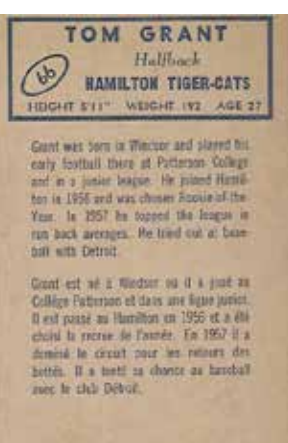 TOM GRANT
66
Halfback
HAMILTON TIGER-CATS
HEIGHT 5'11" WEIGHT 192 AGE 27
Grant was born in Windsor and played his
early football there at Patterson College
and in a junior league. He joined Hamil-
ton in 1956 and was chosen Rookie of the
Year. In 1957 he topped the league in
run back averages. He tried out at base-
ball with Detroit.
Grant est né à Windsor ou il a joué au
Collège Patterson et dans une ligue junior.
Il est passé au Hamilton en 1956 et a été
choisi la recrue de l'année. En 1957 il a
dominé le circuit pour les retours des
bottés. Il a tenté sa chance au baseball
avec le club Détroit.